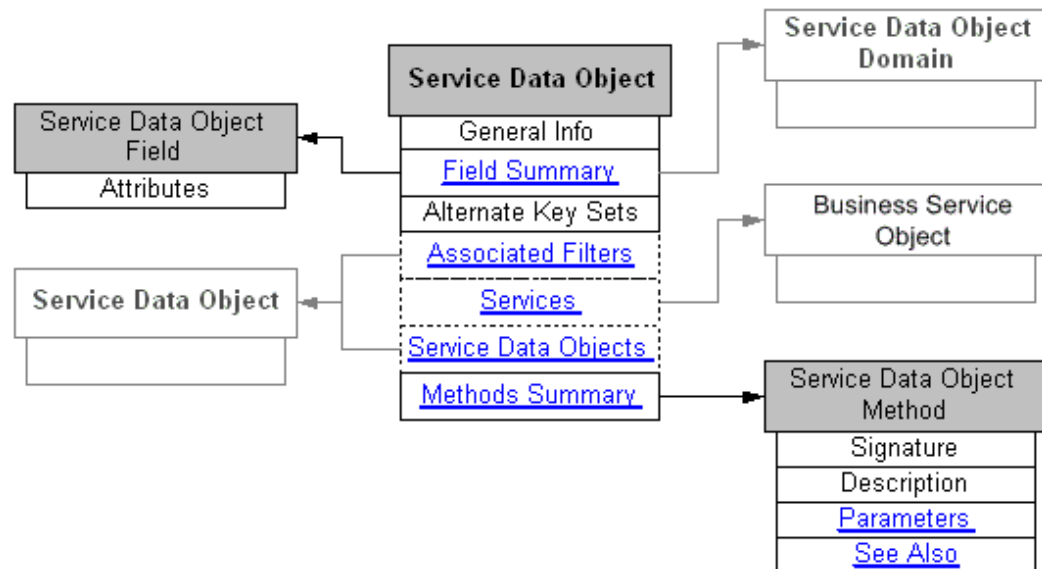 Service Data Object
Domain
Service Data Object
Service Data Object
Field
Attributes
General Info
Field Summary
Alternate Key Sets
Associated Filters
Services
Service Data Objects
Methods Summary
Business Service
Object
Service Data Object
Service Data Object
Method
Signature
Description
Parameters
See Also